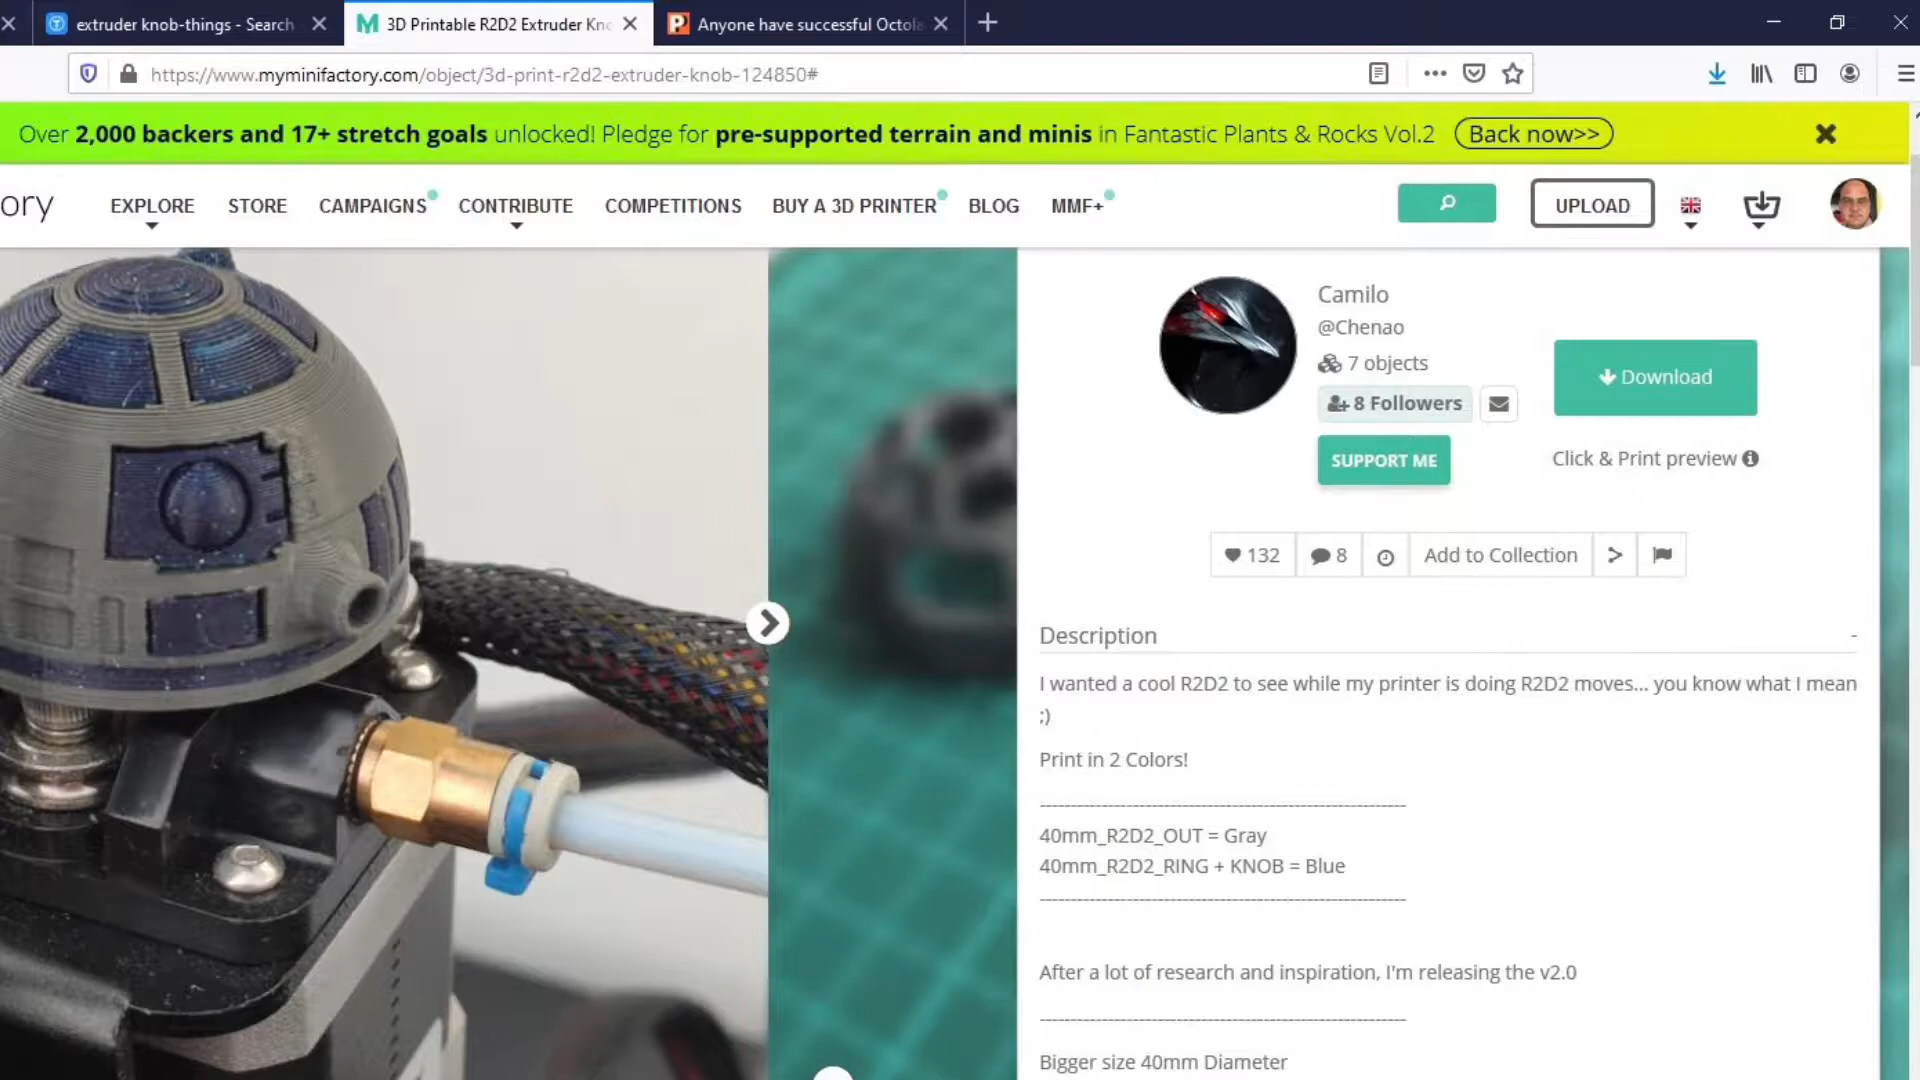 extruder knob-things - Search
3D Printable R2D2 Extruder Kno
Anyone have successful Octola
https://www.myminifactory.com/object/3d-print-r2d2-extruder-knob-124850#
Over 2,000 backers and 17+ stretch goals unlocked! Pledge for pre-supported terrain and minis in Fantastic Plants & Rocks Vol.2 Back now>>
ory EXPLORE STORE CAMPAIGNS CONTRIBUTE COMPETITIONS BUY A 3D PRINTER BLOG MMF+ UPLOAD
Camilo
@Chenao
7 objects
8 Followers
SUPPORT ME
Download
Click & Print preview
132 8 Add to Collection
Description -
I wanted a cool R2D2 to see while my printer is doing R2D2 moves... you know what I mean
;)
Print in 2 Colors!
-----------------------------------------------------------
40mm_R2D2_OUT = Gray
40mm_R2D2_RING + KNOB = Blue
-----------------------------------------------------------
After a lot of research and inspiration, I'm releasing the v2.0
-----------------------------------------------------------
Bigger size 40mm Diameter